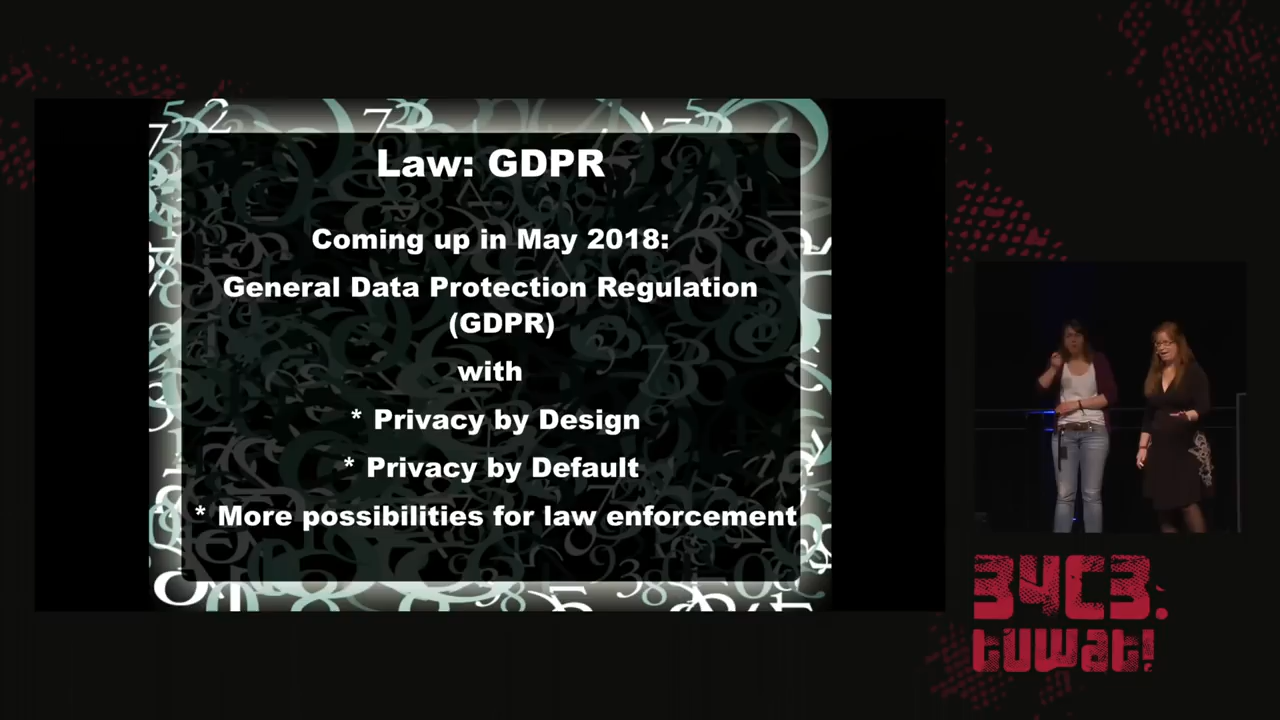 Law: GDPR
Coming up in May 2018:
General Data Protection Regulation
(GDPR)
with
* Privacy by Design
* Privacy by Default
* More possibilities for law enforcement
34C3.
tuwat!